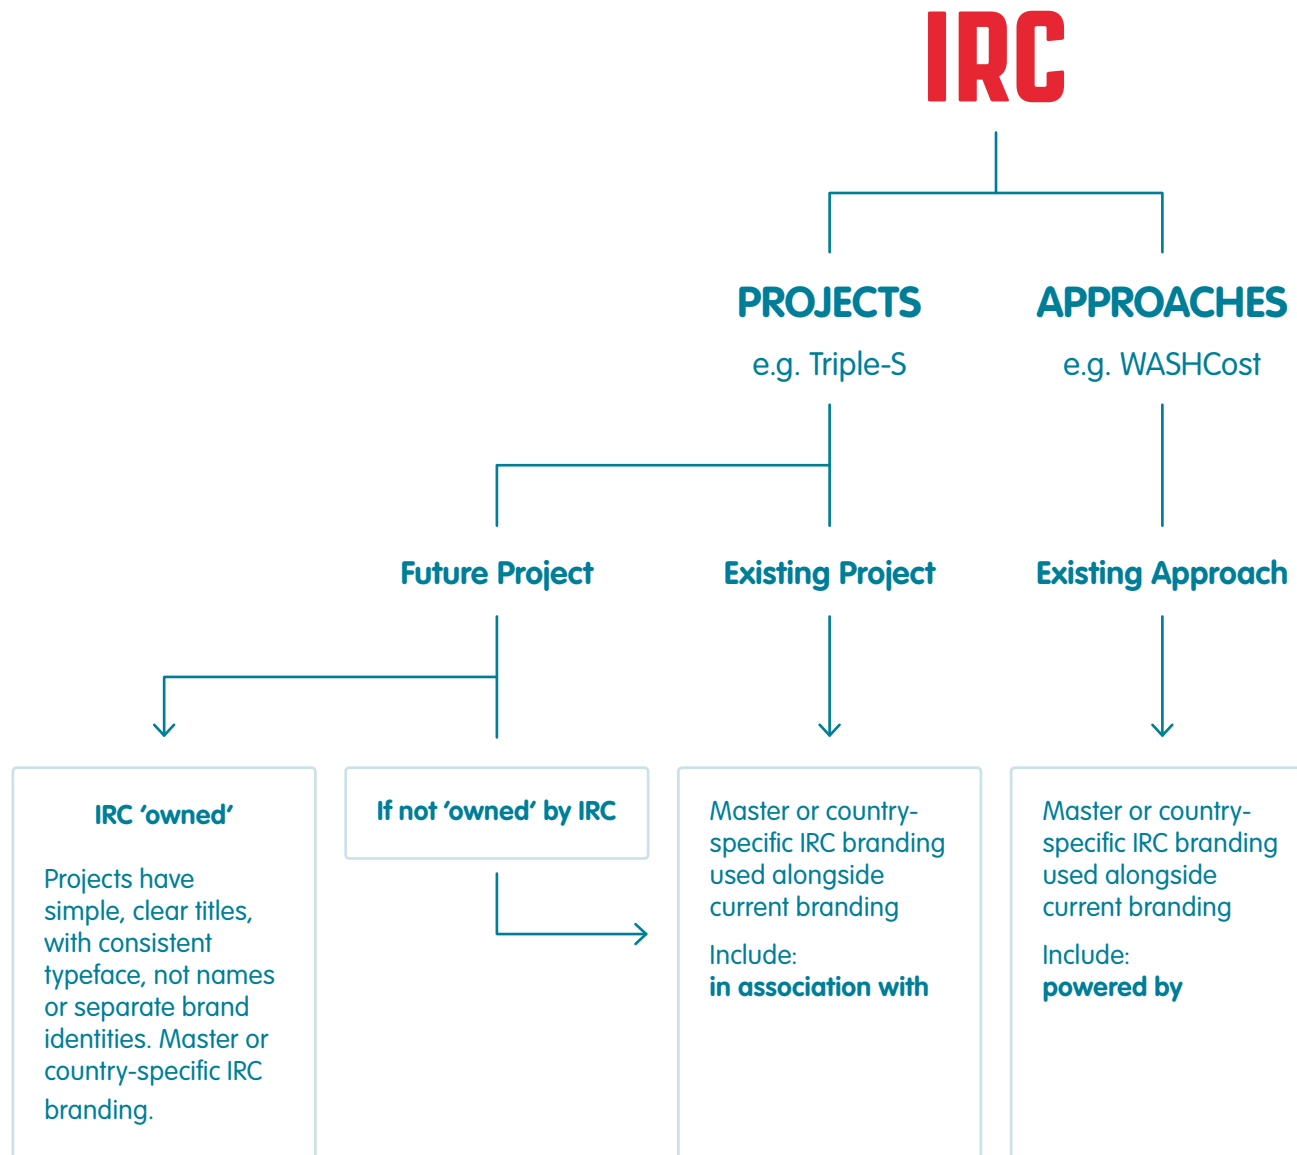 IRC
PROJECTS
e.g. Triple-S
APPROACHES
e.g. WASHCost
Future Project
Existing Project
Existing Approach
IRC ‘owned’
Projects have
simple, clear titles,
with consistent
typeface, not names
or separate brand
identities. Master or
country-specific IRC
branding.
If not ‘owned’ by IRC
Master or country-
specific IRC branding
used alongside
current branding
Include:
in association with
Master or country-
specific IRC branding
used alongside
current branding
Include:
powered by